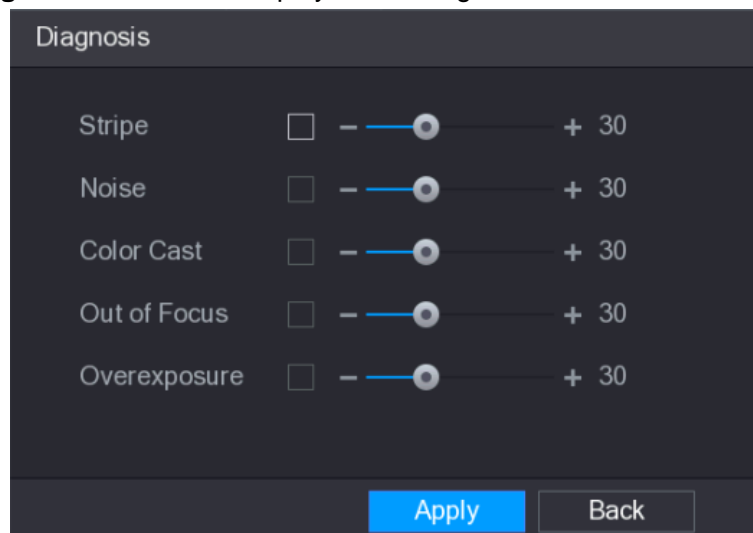 Diagnosis
Stripe - + 30
Noise - + 30
Color Cast - + 30
Out of Focus - + 30
Overexposure - + 30
Apply Back